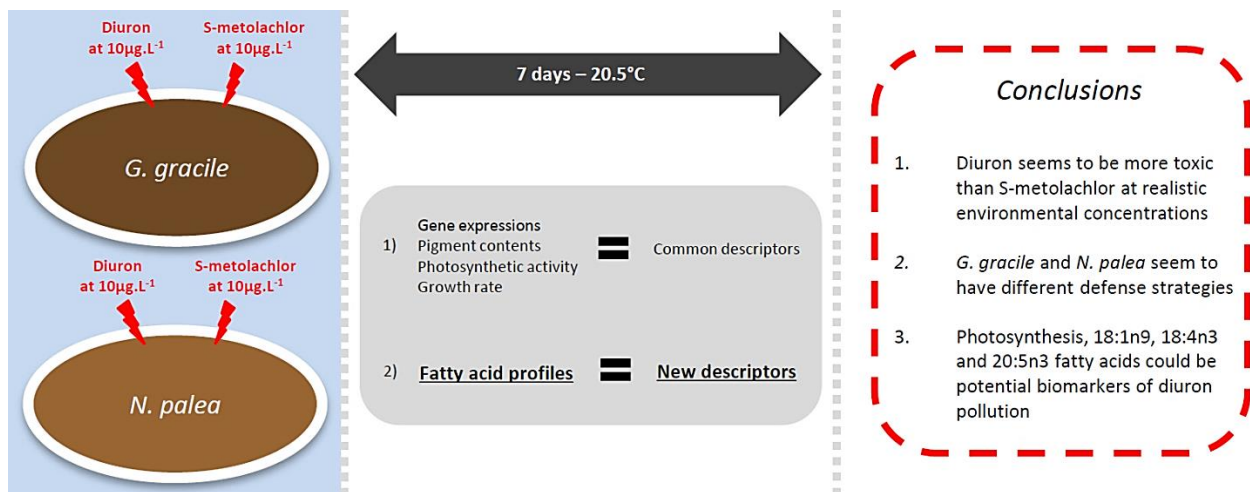 Diuron
at 10µg.L⁻¹
S-metolachlor
at 10µg.L⁻¹
G. gracile
Diuron
at 10µg.L⁻¹
S-metolachlor
at 10µg.L⁻¹
N. palea
7 days – 20.5°C
1)
Gene expressions
Pigment contents
Photosynthetic activity
Growth rate
=
Common descriptors
2) Fatty acid profiles = New descriptors
Conclusions
1. Diuron seems to be more toxic
than S-metolachlor at realistic
environmental concentrations
2. G. gracile and N. palea seem to
have different defense strategies
3. Photosynthesis, 18:1n9, 18:4n3
and 20:5n3 fatty acids could be
potential biomarkers of diuron
pollution